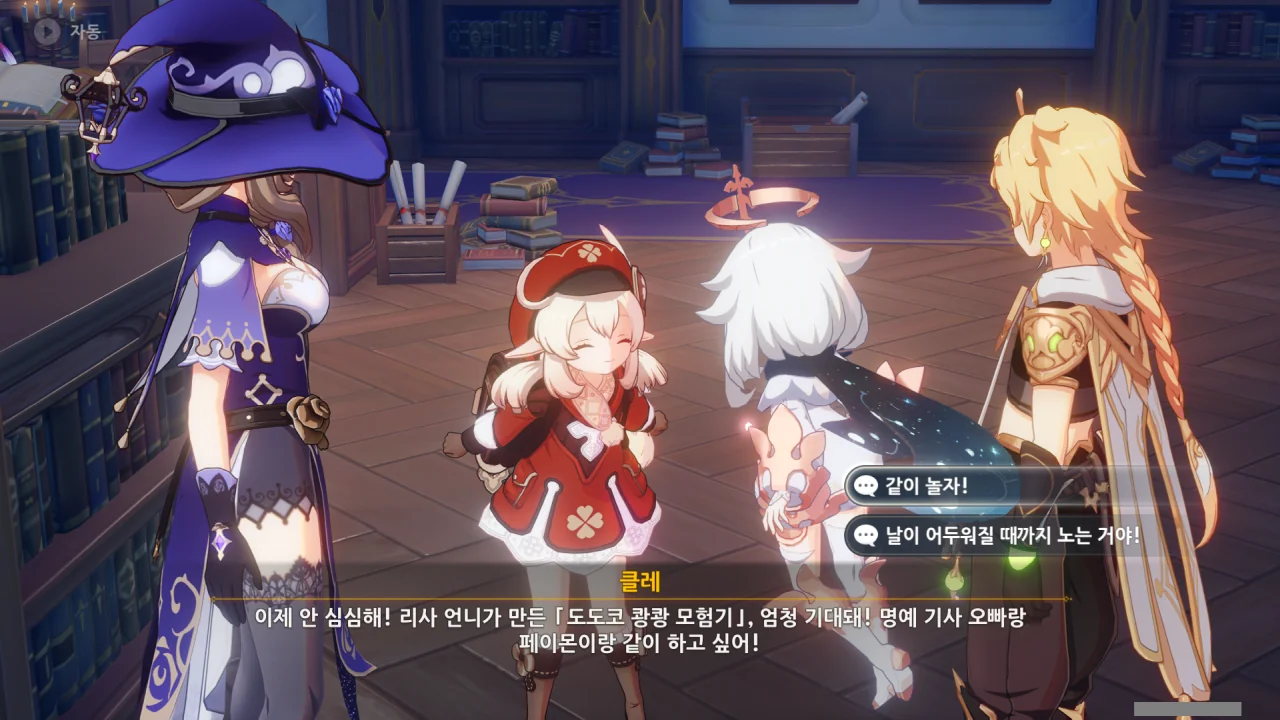 자동
같이 놀자!
날이 어두워질 때까지 노는 거야!
클레
이제 안 심심해! 리사 언니가 만든 「도도코 쾅쾅 모험기」, 엄청 기대돼! 명예 기사 오빠랑
페이몬이랑 같이 하고 싶어!